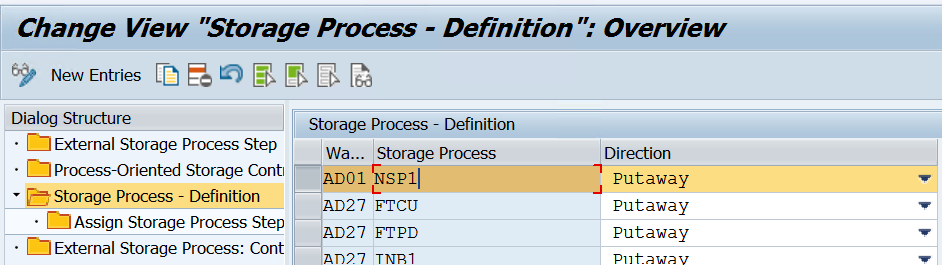 Change View "Storage Process - Definition": Overview
New Entries
Dialog Structure
External Storage Process Step
Process-Oriented Storage Contr
Storage Process - Definition
Assign Storage Process Step
External Storage Process: Cont
Storage Process - Definition
Wa... Storage Process Direction
AD01 NSP1 Putaway
AD27 FTCU Putaway
AD27 FTPD Putaway
AD27 INB1 Putaway